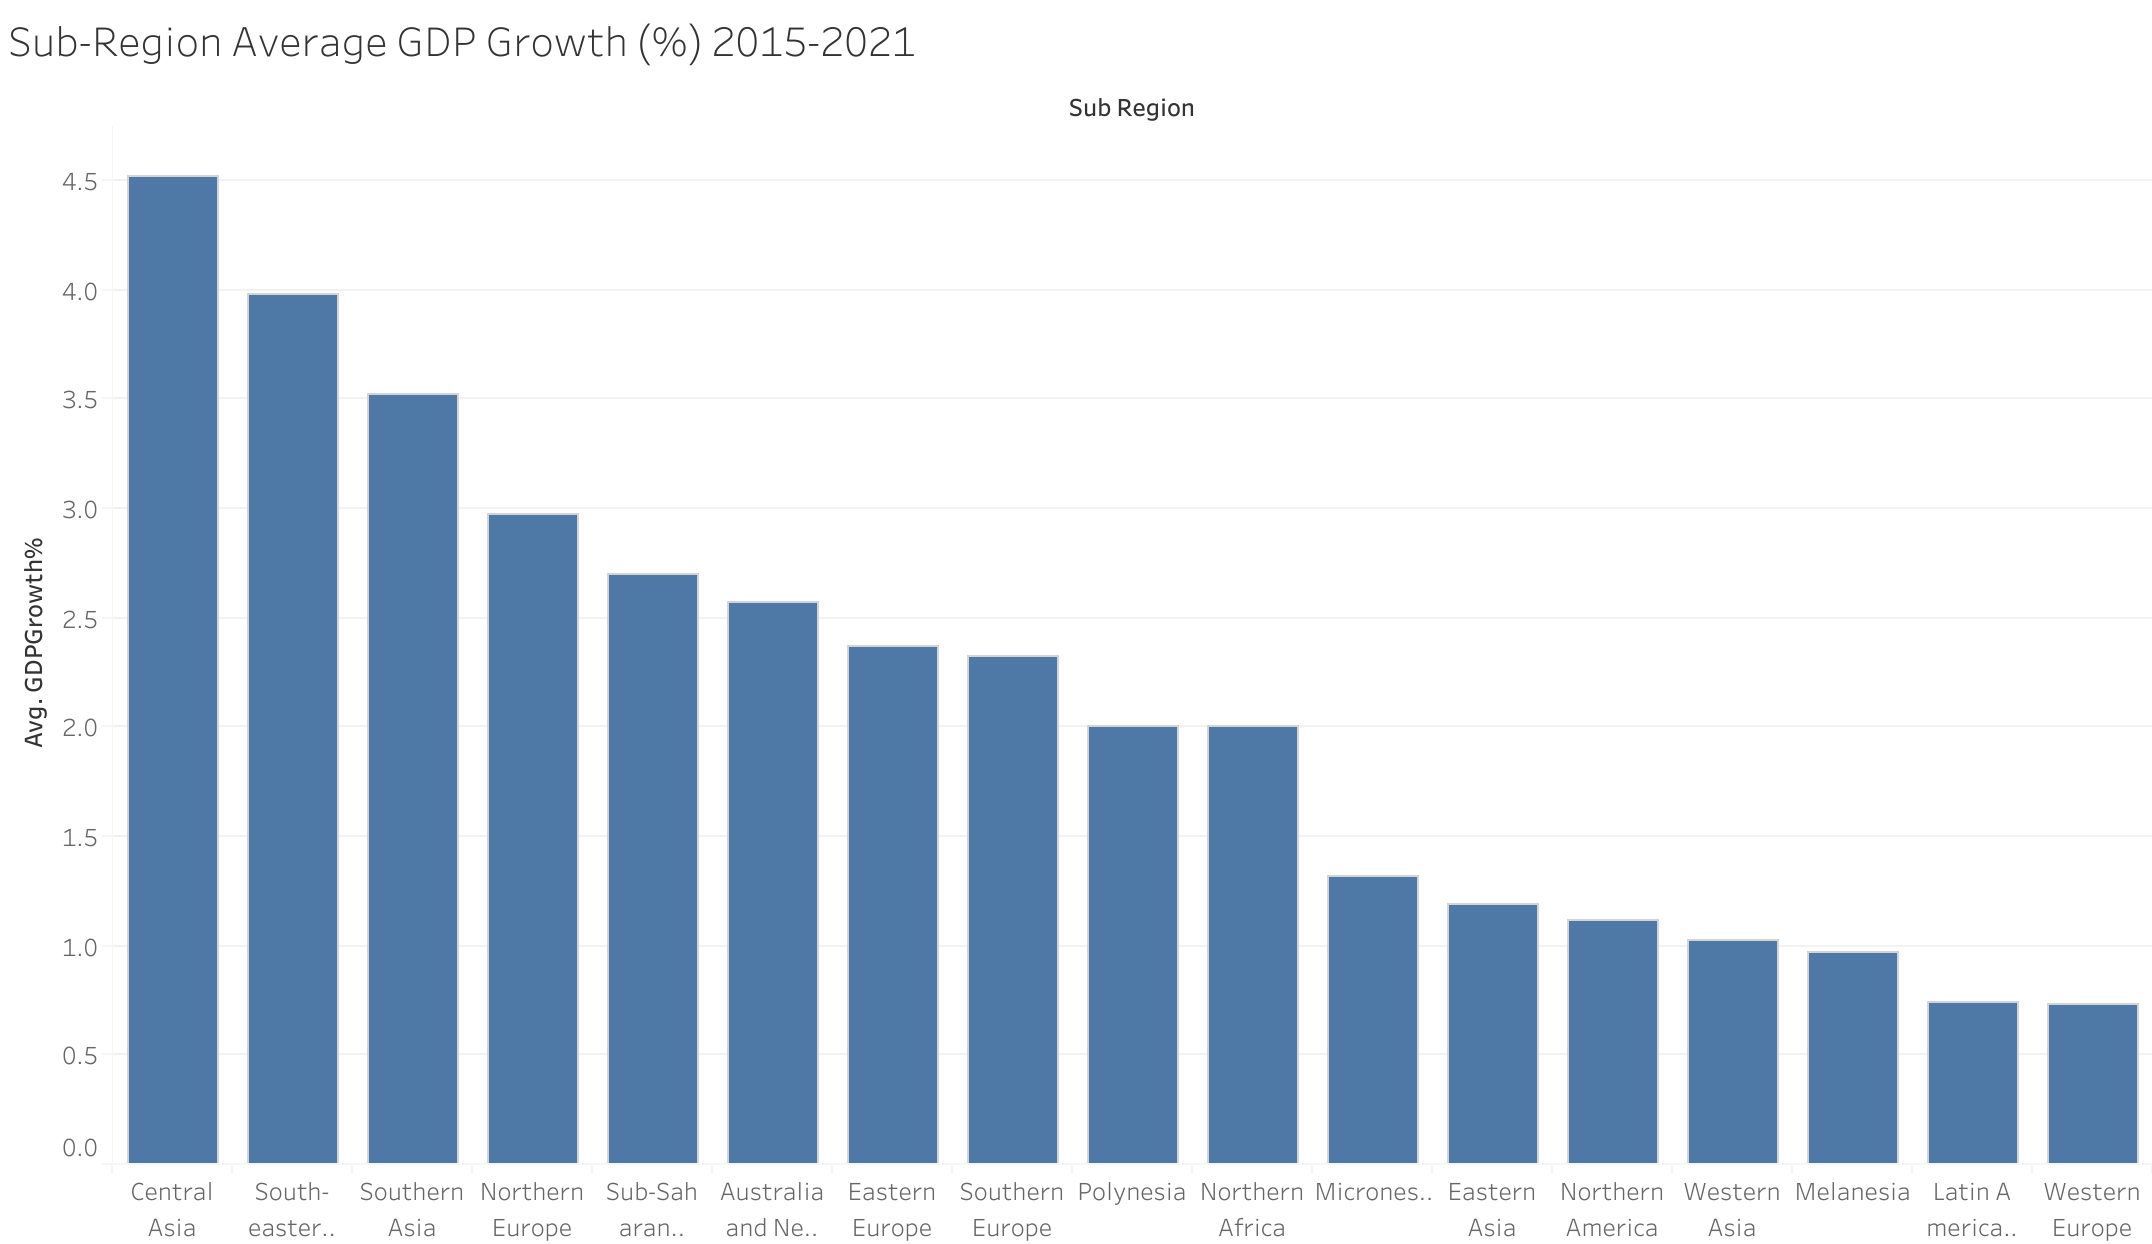 Sub-Region Average GDP Growth (%) 2015-2021
Sub Region
Avg. GDPGrowth%
4.5
4.0
3.5
3.0
2.5
2.0
1.5
1.0
0.5
0.0
Central
Asia
South-
easter..
Southern
Asia
Northern
Europe
Sub-Sah
aran..
Australia
and Ne..
Eastern
Europe
Southern
Europe
Polynesia
Northern
Africa
Micrones..
Eastern
Asia
Northern
America
Western
Asia
Melanesia
Latin A
merica..
Western
Europe